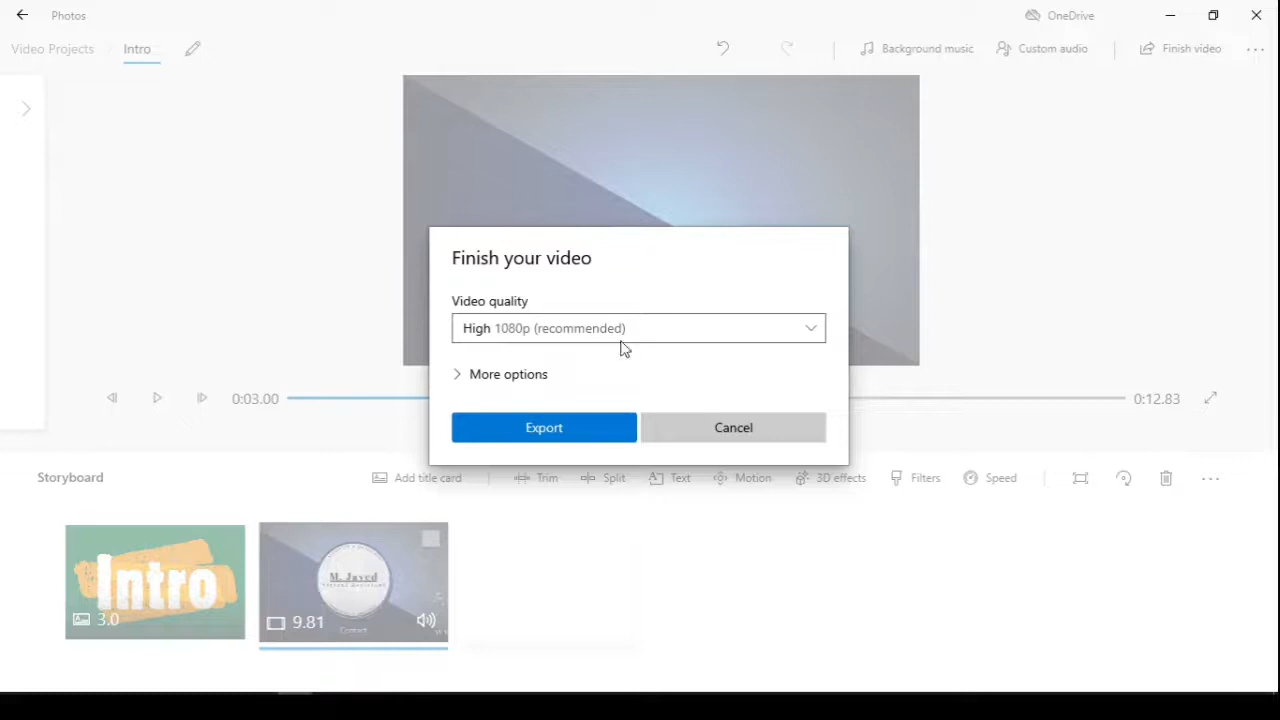 Photos
OneDrive
Video Projects
Intro
Background music
Custom audio
Finish video
Finish your video
Video quality
High 1080p (recommended)
More options
0:03.00
0:12.83
Export
Cancel
Storyboard
Add title card
Trim
Split
Text
Motion
3D effects
Filters
Speed
Intro
3.0
M. Javed
9.81
Contact